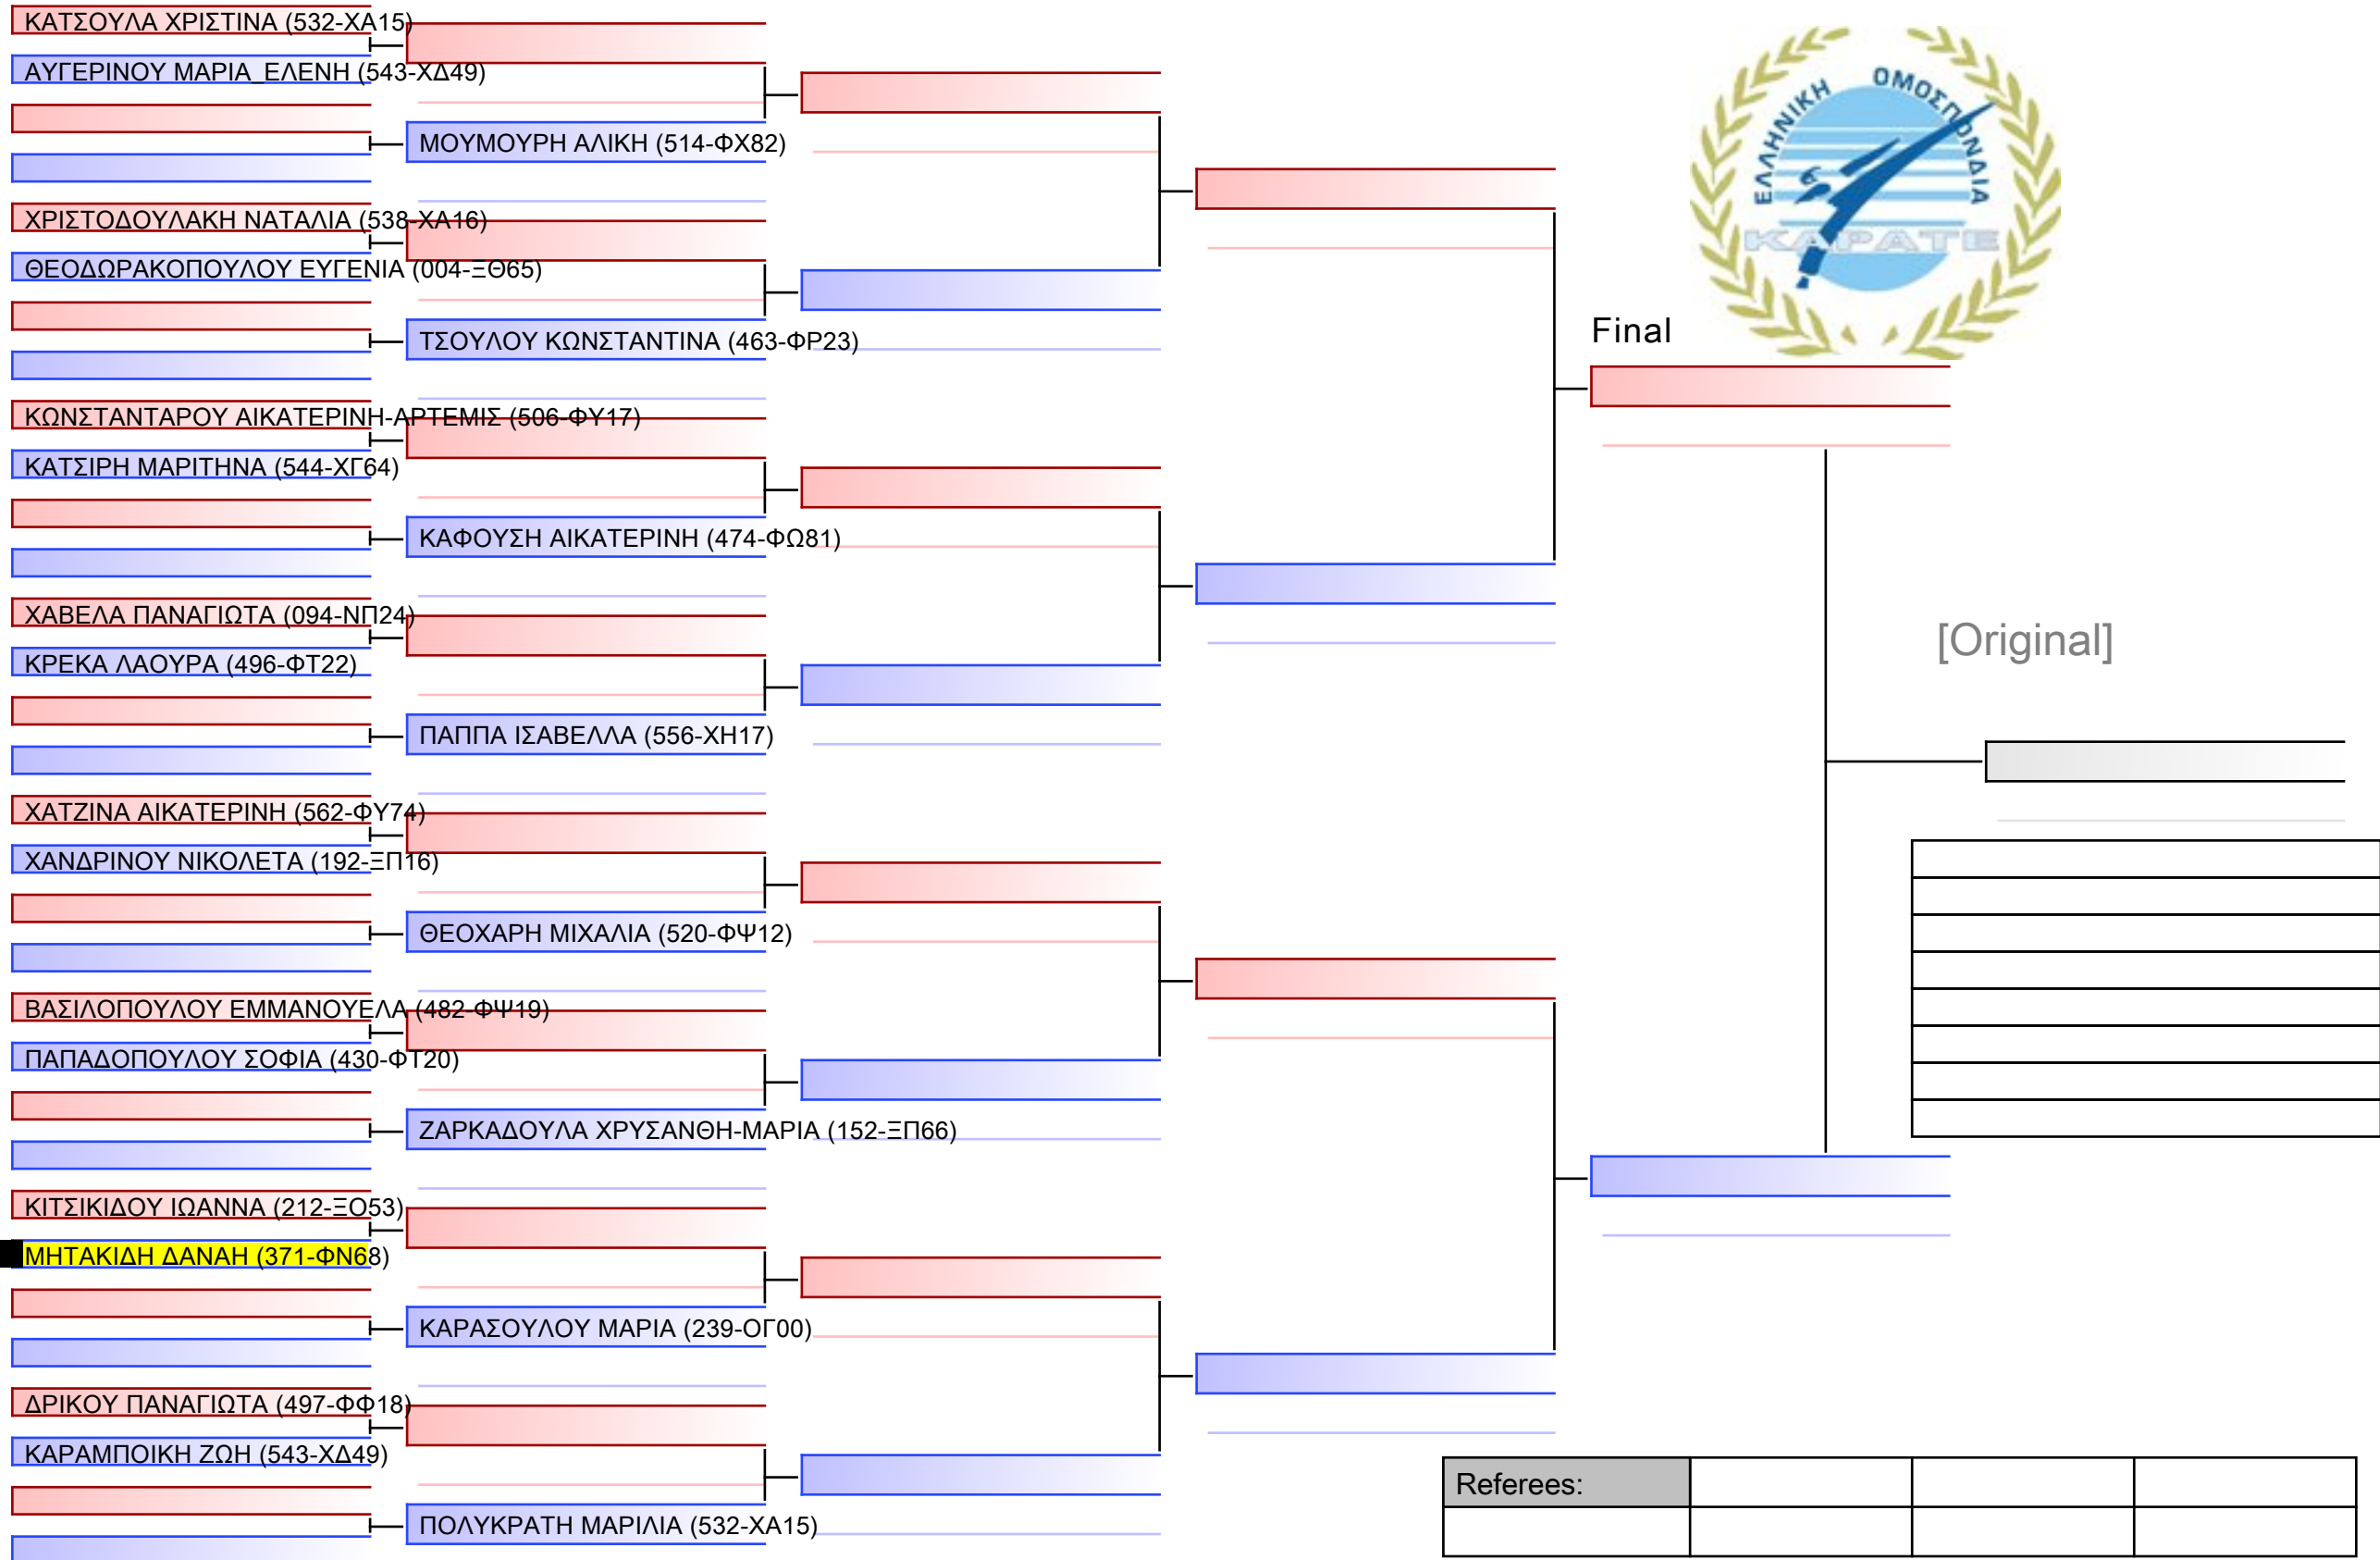 ΚΑΤΣΟΥΛΑ ΧΡΙΣΤΙΝΑ (532-ΧΑ15)
ΑΥΓΕΡΙΝΟΥ ΜΑΡΙΑ_ΕΛΕΝΗ (543-ΧΔ49)
ΜΟΥΜΟΥΡΗ ΑΛΙΚΗ (514-ΦΧ82)
ΧΡΙΣΤΟΔΟΥΛΑΚΗ ΝΑΤΑΛΙΑ (538-ΧΑ16)
ΘΕΟΔΩΡΑΚΟΠΟΥΛΟΥ ΕΥΓΕΝΙΑ (004-ΞΘ65)
ΤΣΟΥΛΟΥ ΚΩΝΣΤΑΝΤΙΝΑ (463-ΦΡ23)
ΚΩΝΣΤΑΝΤΑΡΟΥ ΑΙΚΑΤΕΡΙΝΗ-ΑΡΤΕΜΙΣ (506-ΦΥ17)
ΚΑΤΣΙΡΗ ΜΑΡΙΤΗΝΑ (544-ΧΓ64)
ΚΑΦΟΥΣΗ ΑΙΚΑΤΕΡΙΝΗ (474-ΦΩ81)
ΧΑΒΕΛΑ ΠΑΝΑΓΙΩΤΑ (094-ΝΠ24)
ΚΡΕΚΑ ΛΑΟΥΡΑ (496-ΦΤ22)
ΠΑΠΠΑ ΙΣΑΒΕΛΛΑ (556-ΧΗ17)
ΧΑΤΖΙΝΑ ΑΙΚΑΤΕΡΙΝΗ (562-ΦΥ74)
ΧΑΝΔΡΙΝΟΥ ΝΙΚΟΛΕΤΑ (192-ΞΠ16)
ΘΕΟΧΑΡΗ ΜΙΧΑΛΙΑ (520-ΦΨ12)
ΒΑΣΙΛΟΠΟΥΛΟΥ ΕΜΜΑΝΟΥΕΛΑ (482-ΦΨ19)
ΠΑΠΑΔΟΠΟΥΛΟΥ ΣΟΦΙΑ (430-ΦΤ20)
ΖΑΡΚΑΔΟΥΛΑ ΧΡΥΣΑΝΘΗ-ΜΑΡΙΑ (152-ΞΠ66)
ΚΙΤΣΙΚΙΔΟΥ ΙΩΑΝΝΑ (212-ΞΟ53)
ΜΗΤΑΚΙΔΗ ΔΑΝΑΗ (371-ΦΝ68)
ΚΑΡΑΣΟΥΛΟΥ ΜΑΡΙΑ (239-ΟΓ00)
ΔΡΙΚΟΥ ΠΑΝΑΓΙΩΤΑ (497-ΦΦ18)
ΚΑΡΑΜΠΟΙΚΗ ΖΩΗ (543-ΧΔ49)
ΠΟΛΥΚΡΑΤΗ ΜΑΡΙΛΙΑ (532-ΧΑ15)
ΕΛΛΗΝΙΚΗ ΟΜΟΣΠΟΝΔΙΑ
ΚΑΡΑΤΕ
Final
[Original]
Referees: